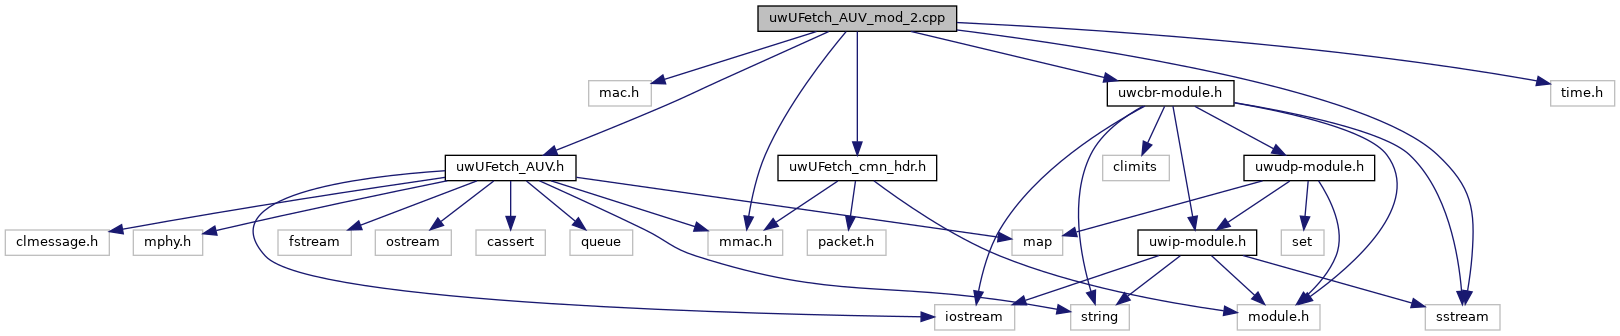 uwUFetch_AUV_mod_2.cpp
mac.h
uwcbr-module.h
time.h
uwUFetch_AUV.h
uwUFetch_cmn_hdr.h
climits
uwudp-module.h
clmessage.h
mphy.h
fstream
ostream
cassert
queue
mmac.h
packet.h
map
uwip-module.h
set
iostream
string
module.h
sstream